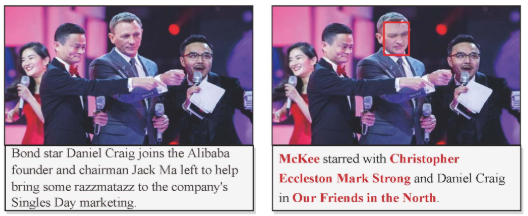 Bond star Daniel Craig joins the Alibaba
founder and chairman Jack Ma left to help
bring some razzmatazz to the company's
Singles Day marketing.
McKee starred with Christopher
Eccleston Mark Strong and Daniel Craig
in Our Friends in the North.